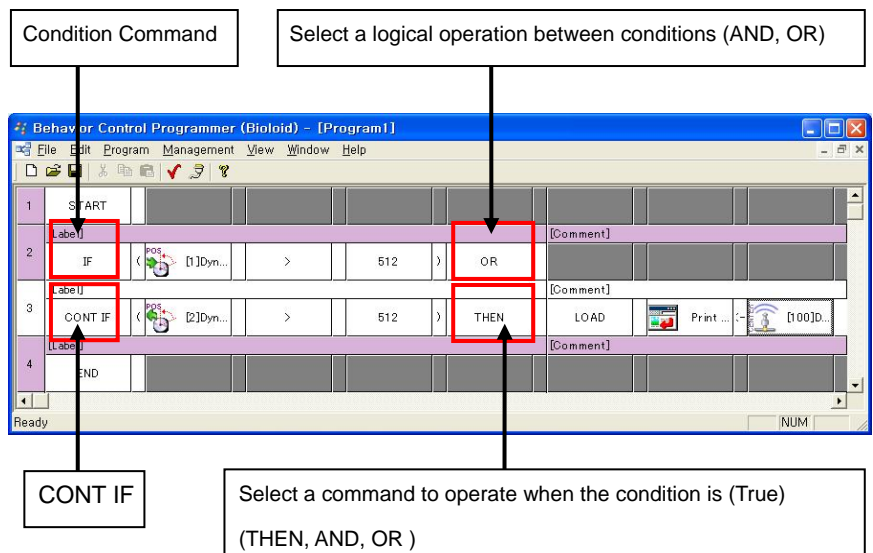 Condition Command
Select a logical operation between conditions (AND, OR)
Behavior Control Programmer (Bioloid) - [Program1]
File Edit Program Management View Window Help
1 START
[Label] [Comment]
2 IF ( POS [1]Dyn... > 512 ) OR
[Label] [Comment]
3 CONT IF ( POS [2]Dyn... > 512 ) THEN LOAD Print ... <- [100]D...
[Label] [Comment]
4 END
Ready NUM
CONT IF
Select a command to operate when the condition is (True)
(THEN, AND, OR )